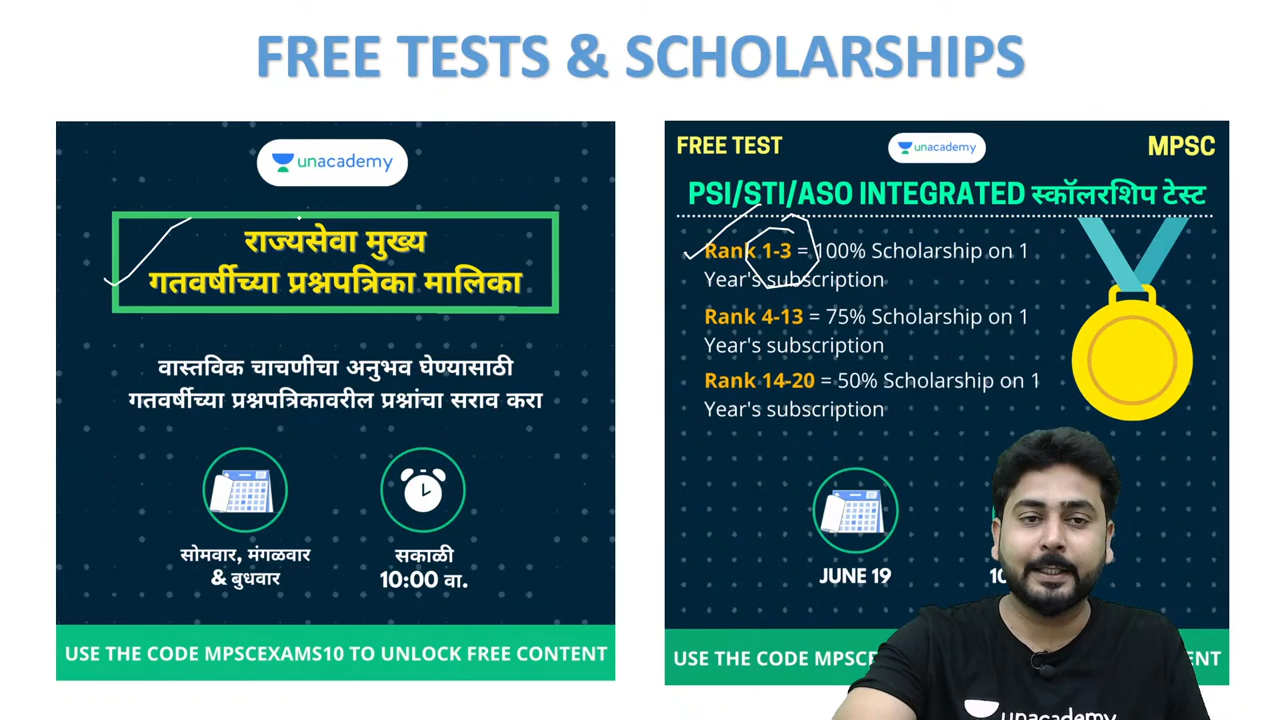 FREE TESTS & SCHOLARSHIPS
unacademy
राज्यसेवा मुख्य
गतवर्षीच्या प्रश्नपत्रिका मालिका
वास्तविक चाचणीचा अनुभव घेण्यासाठी
गतवर्षीच्या प्रश्नपत्रिकावरील प्रश्नांचा सराव करा
सोमवार, मंगळवार
& बुधवार
सकाळी
10:00 वा.
USE THE CODE MPSCEXAMS10 TO UNLOCK FREE CONTENT
FREE TEST
unacademy
MPSC
PSI/STI/ASO INTEGRATED स्कॉलरशिप टेस्ट
Rank 1-3 = 100% Scholarship on 1
Year's subscription
Rank 4-13 = 75% Scholarship on 1
Year's subscription
Rank 14-20 = 50% Scholarship on 1
Year's subscription
JUNE 19
USE THE CODE
unacademy